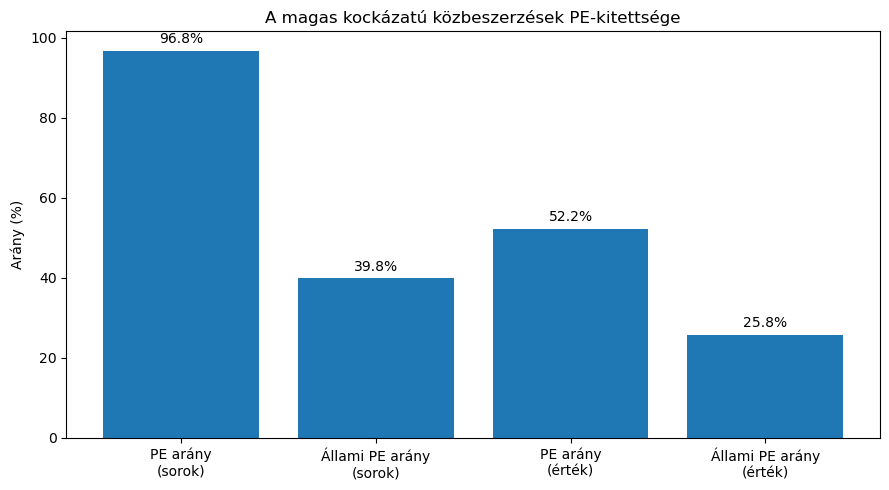 A magas kockázatú közbeszerzések PE-kitettsége
Arány (%)
100
80
60
40
20
0
96.8%
39.8%
52.2%
25.8%
PE arány
(sorok)
Állami PE arány
(sorok)
PE arány
(érték)
Állami PE arány
(érték)